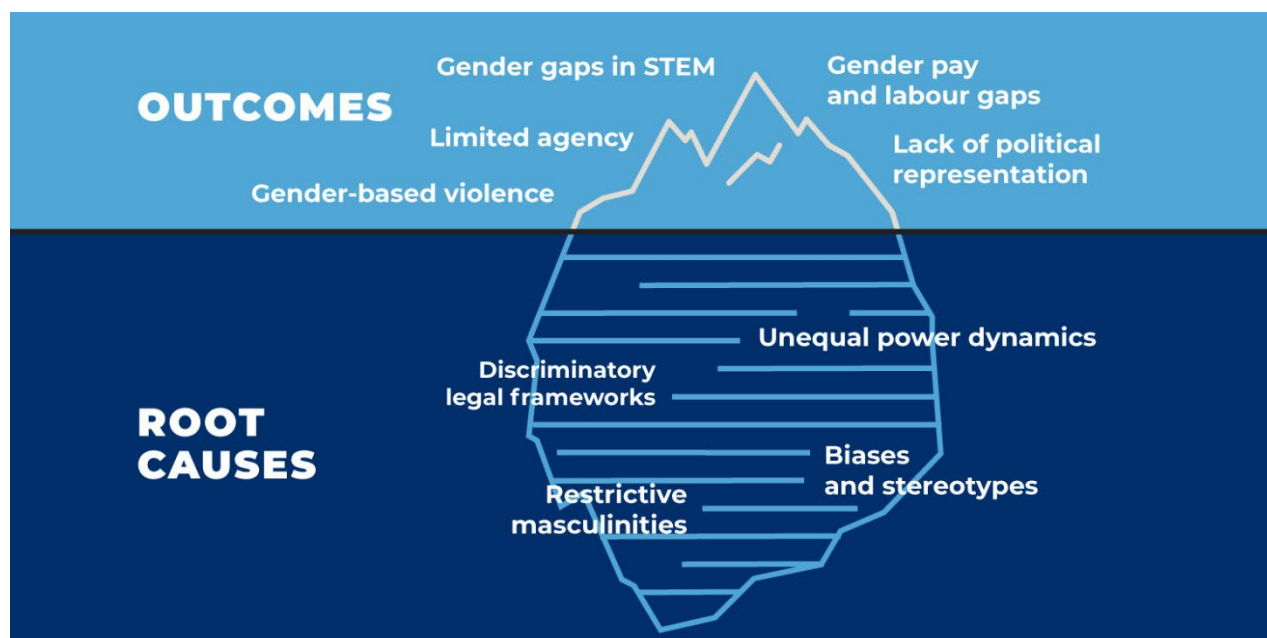 OUTCOMES
Gender gaps in STEM
Gender pay
and labour gaps
Limited agency
Lack of political
representation
Gender-based violence
ROOT
CAUSES
Unequal power dynamics
Discriminatory
legal frameworks
Biases
and stereotypes
Restrictive
masculinities